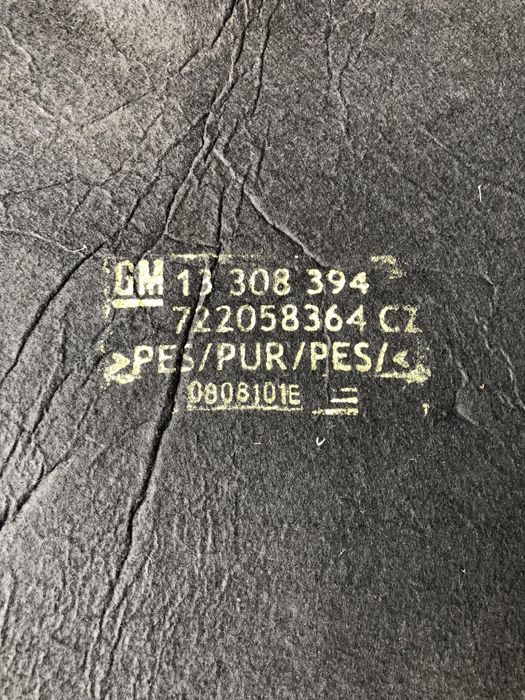 GM 13 308 394
722058364 CZ
>PES/PUR/PES/<
0808101E